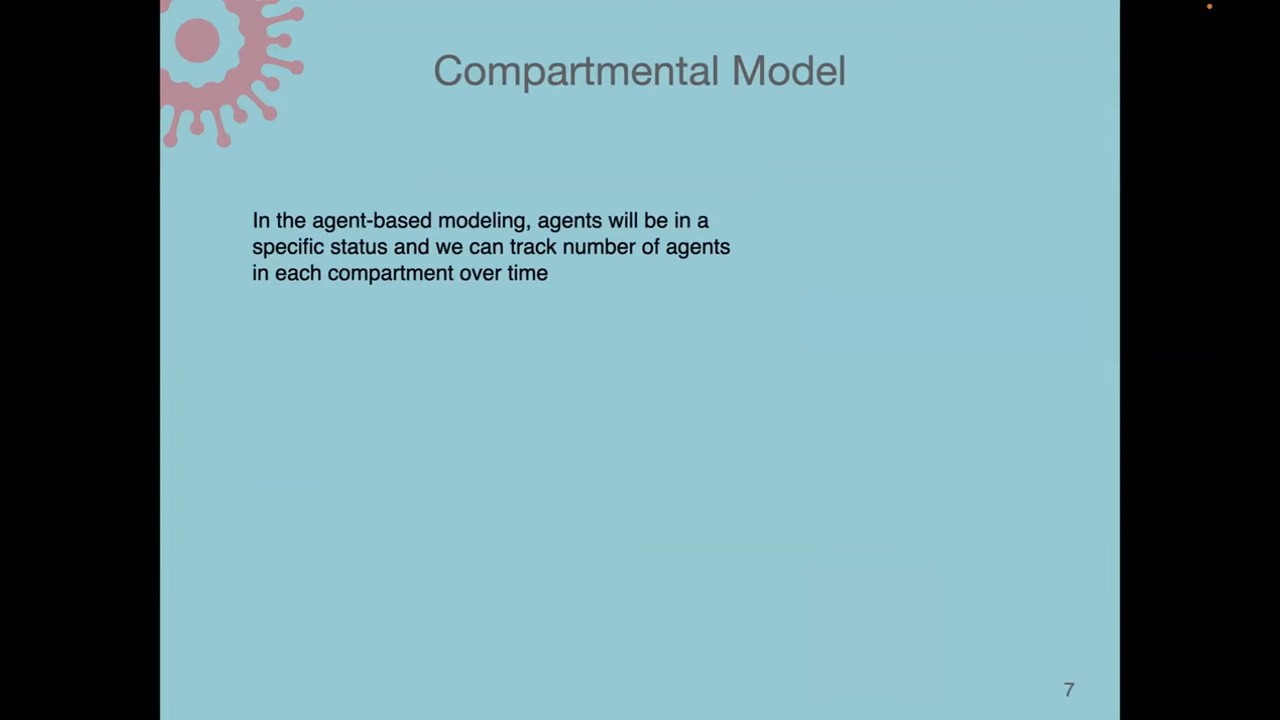 Compartmental Model
In the agent-based modeling, agents will be in a
specific status and we can track number of agents
in each compartment over time
7